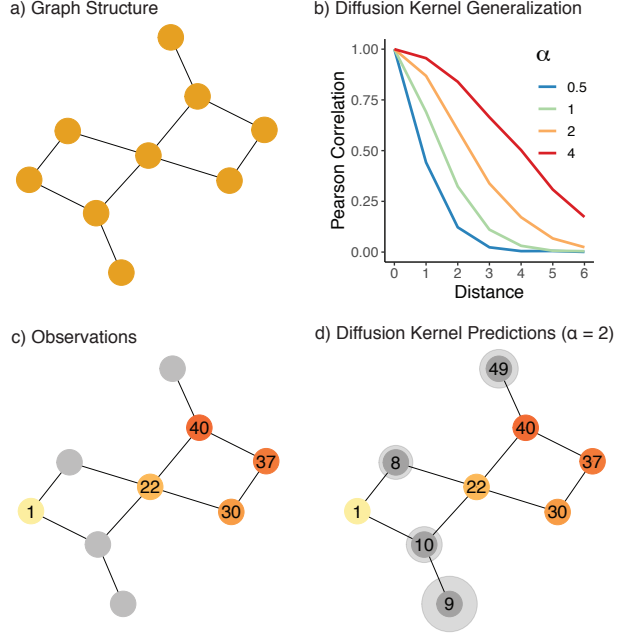 a) Graph Structure
b) Diffusion Kernel Generalization
Pearson Correlation
1.00
0.75
0.50
0.25
0.00
0 1 2 3 4 5 6
Distance
α
0.5
1
2
4
c) Observations
40
37
22
1
30
d) Diffusion Kernel Predictions (α = 2)
49
40
8
37
22
1
30
10
9